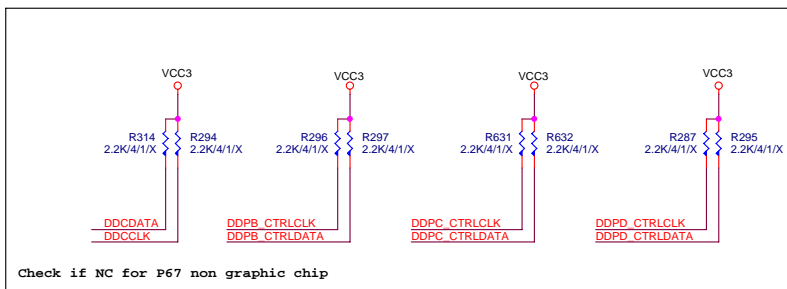 VCC3 VCC3 VCC3 VCC3
R314 R294 R296 R297 R631 R632 R287 R295
2.2K/4/1/X 2.2K/4/1/X 2.2K/4/1/X 2.2K/4/1/X 2.2K/4/1/X 2.2K/4/1/X 2.2K/4/1/X 2.2K/4/1/X
DDCDATA DDPB_CTRLCLK DDPC_CTRLCLK DDPD_CTRLCLK
DDCCLK DDPB_CTRLDATA DDPC_CTRLDATA DDPD_CTRLDATA
Check if NC for P67 non graphic chip